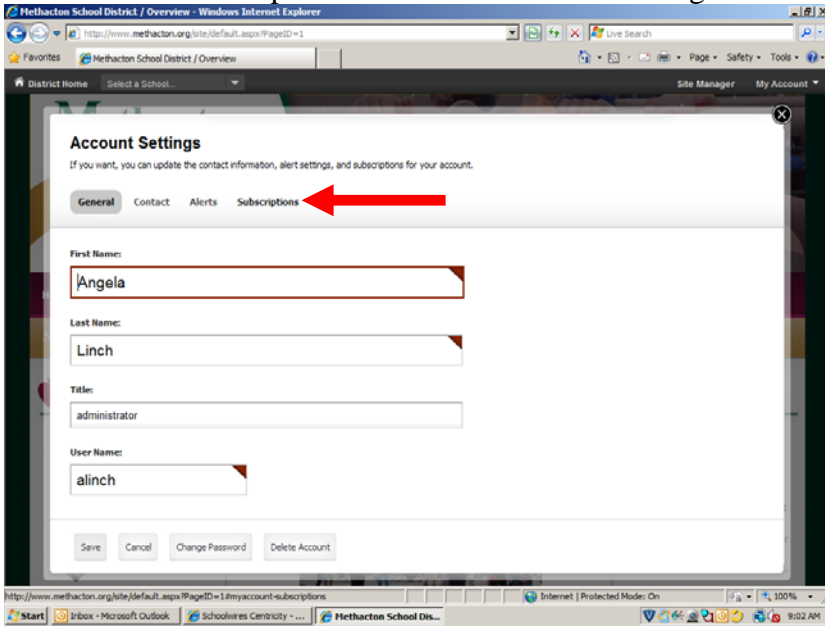 Methacton School District / Overview - Windows Internet Explorer
http://www.methacton.org/site/default.aspx?PageID=1
Live Search
Favorites Methacton School District / Overview Page Safety Tools
District Home Select a School... Site Manager My Account
Account Settings
If you want, you can update the contact information, alert settings, and subscriptions for your account.
General Contact Alerts Subscriptions
First Name:
Angela
Last Name:
Linch
Title:
administrator
User Name:
alinch
Save Cancel Change Password Delete Account
http://www.methacton.org/site/default.aspx?PageID=1#myaccount-subscriptions Internet | Protected Mode: On 100%
Start Inbox - Microsoft Outlook Schoolwires Centricity - ... Methacton School Dis... 9:02 AM